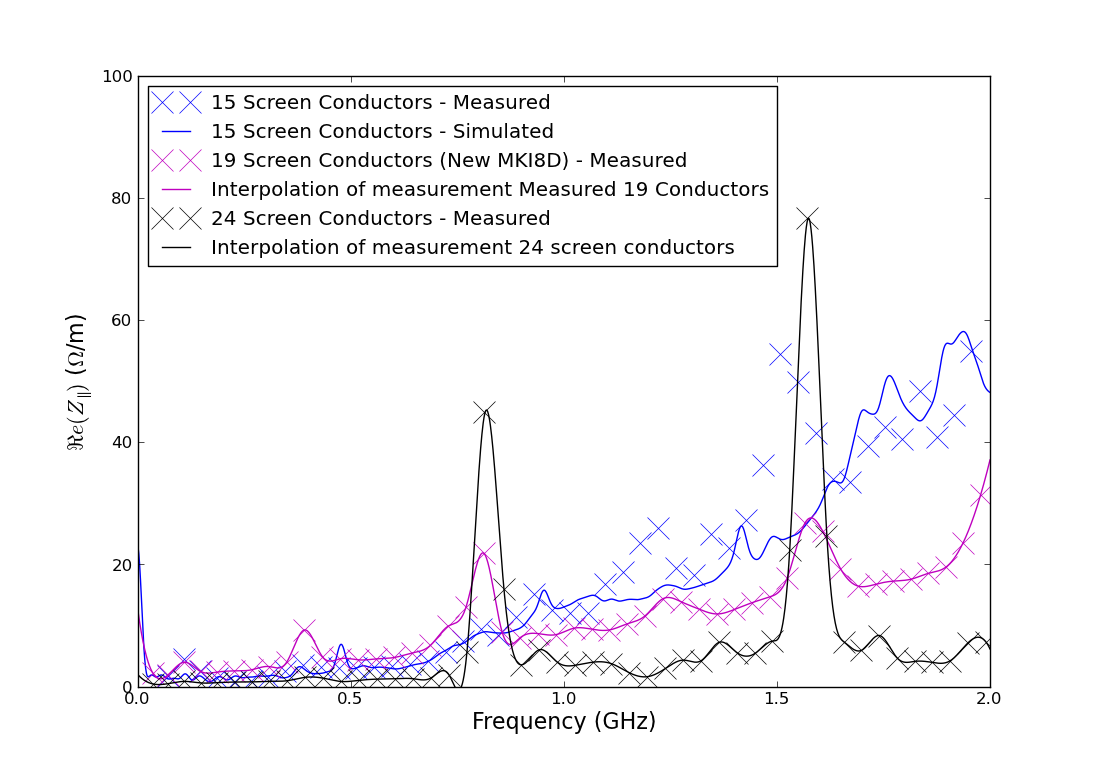 100
80
60
40
20
0
ℜe(Z∥) (Ω/m)
15 Screen Conductors - Measured
15 Screen Conductors - Simulated
19 Screen Conductors (New MKI8D) - Measured
Interpolation of measurement Measured 19 Conductors
24 Screen Conductors - Measured
Interpolation of measurement 24 screen conductors
0.0 0.5 1.0 1.5 2.0
Frequency (GHz)